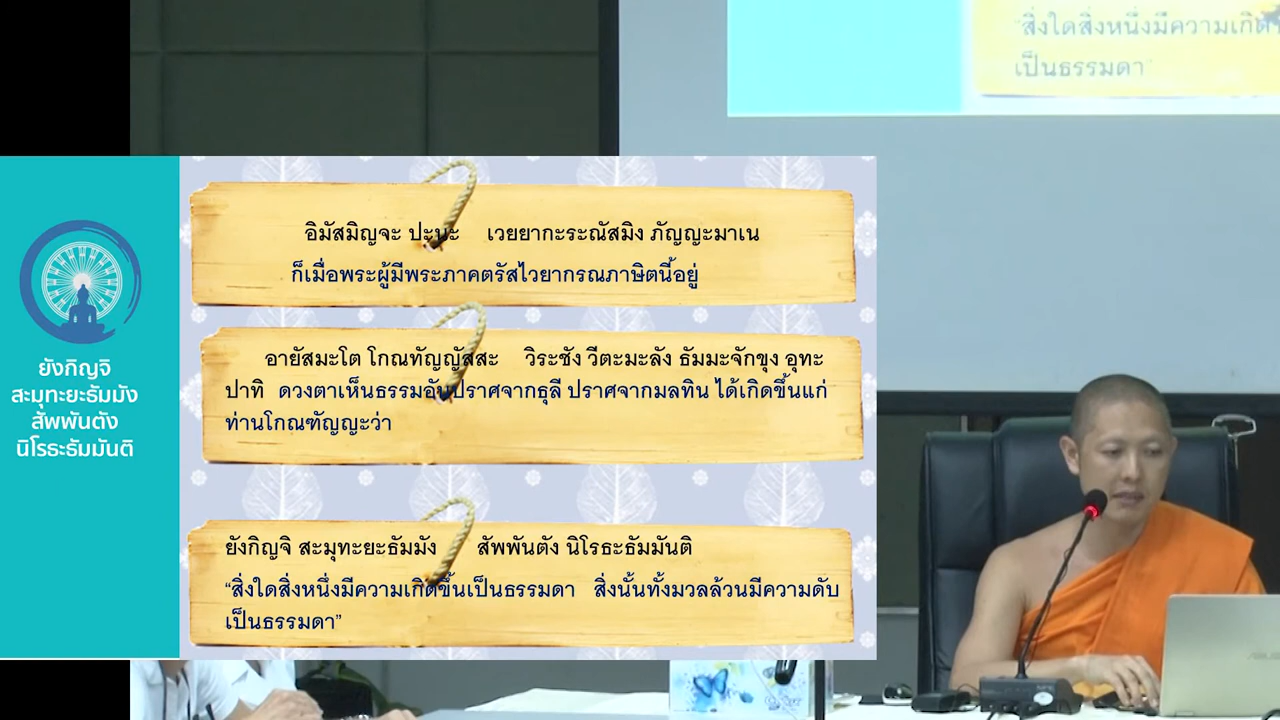 "สิ่งใดสิ่งหนึ่งมีความเกิด
เป็นธรรมดา"
ยังกิญจิ
สะมุทะยะธัมมัง
สัพพันตัง
นิโรธะธัมมันติ
อิมัสมิญจะ ปะนะ เวยยากะระณัสมิง ภัญญะมาเน
ก็เมื่อพระผู้มีพระภาคตรัสไวยากรณภาษิตนี้อยู่
อายัสมะโต โกณทัญญัสสะ วิระชัง วีตะมะลัง ธัมมะจักขุง อุทะ
ปาทิ ดวงตาเห็นธรรมอันปราศจากธุลี ปราศจากมลทิน ได้เกิดขึ้นแก่
ท่านโกณฑัญญะว่า
ยังกิญจิ สะมุทะยะธัมมัง สัพพันตัง นิโรธะธัมมันติ
“สิ่งใดสิ่งหนึ่งมีความเกิดขึ้นเป็นธรรมดา สิ่งนั้นทั้งมวลล้วนมีความดับ
เป็นธรรมดา”